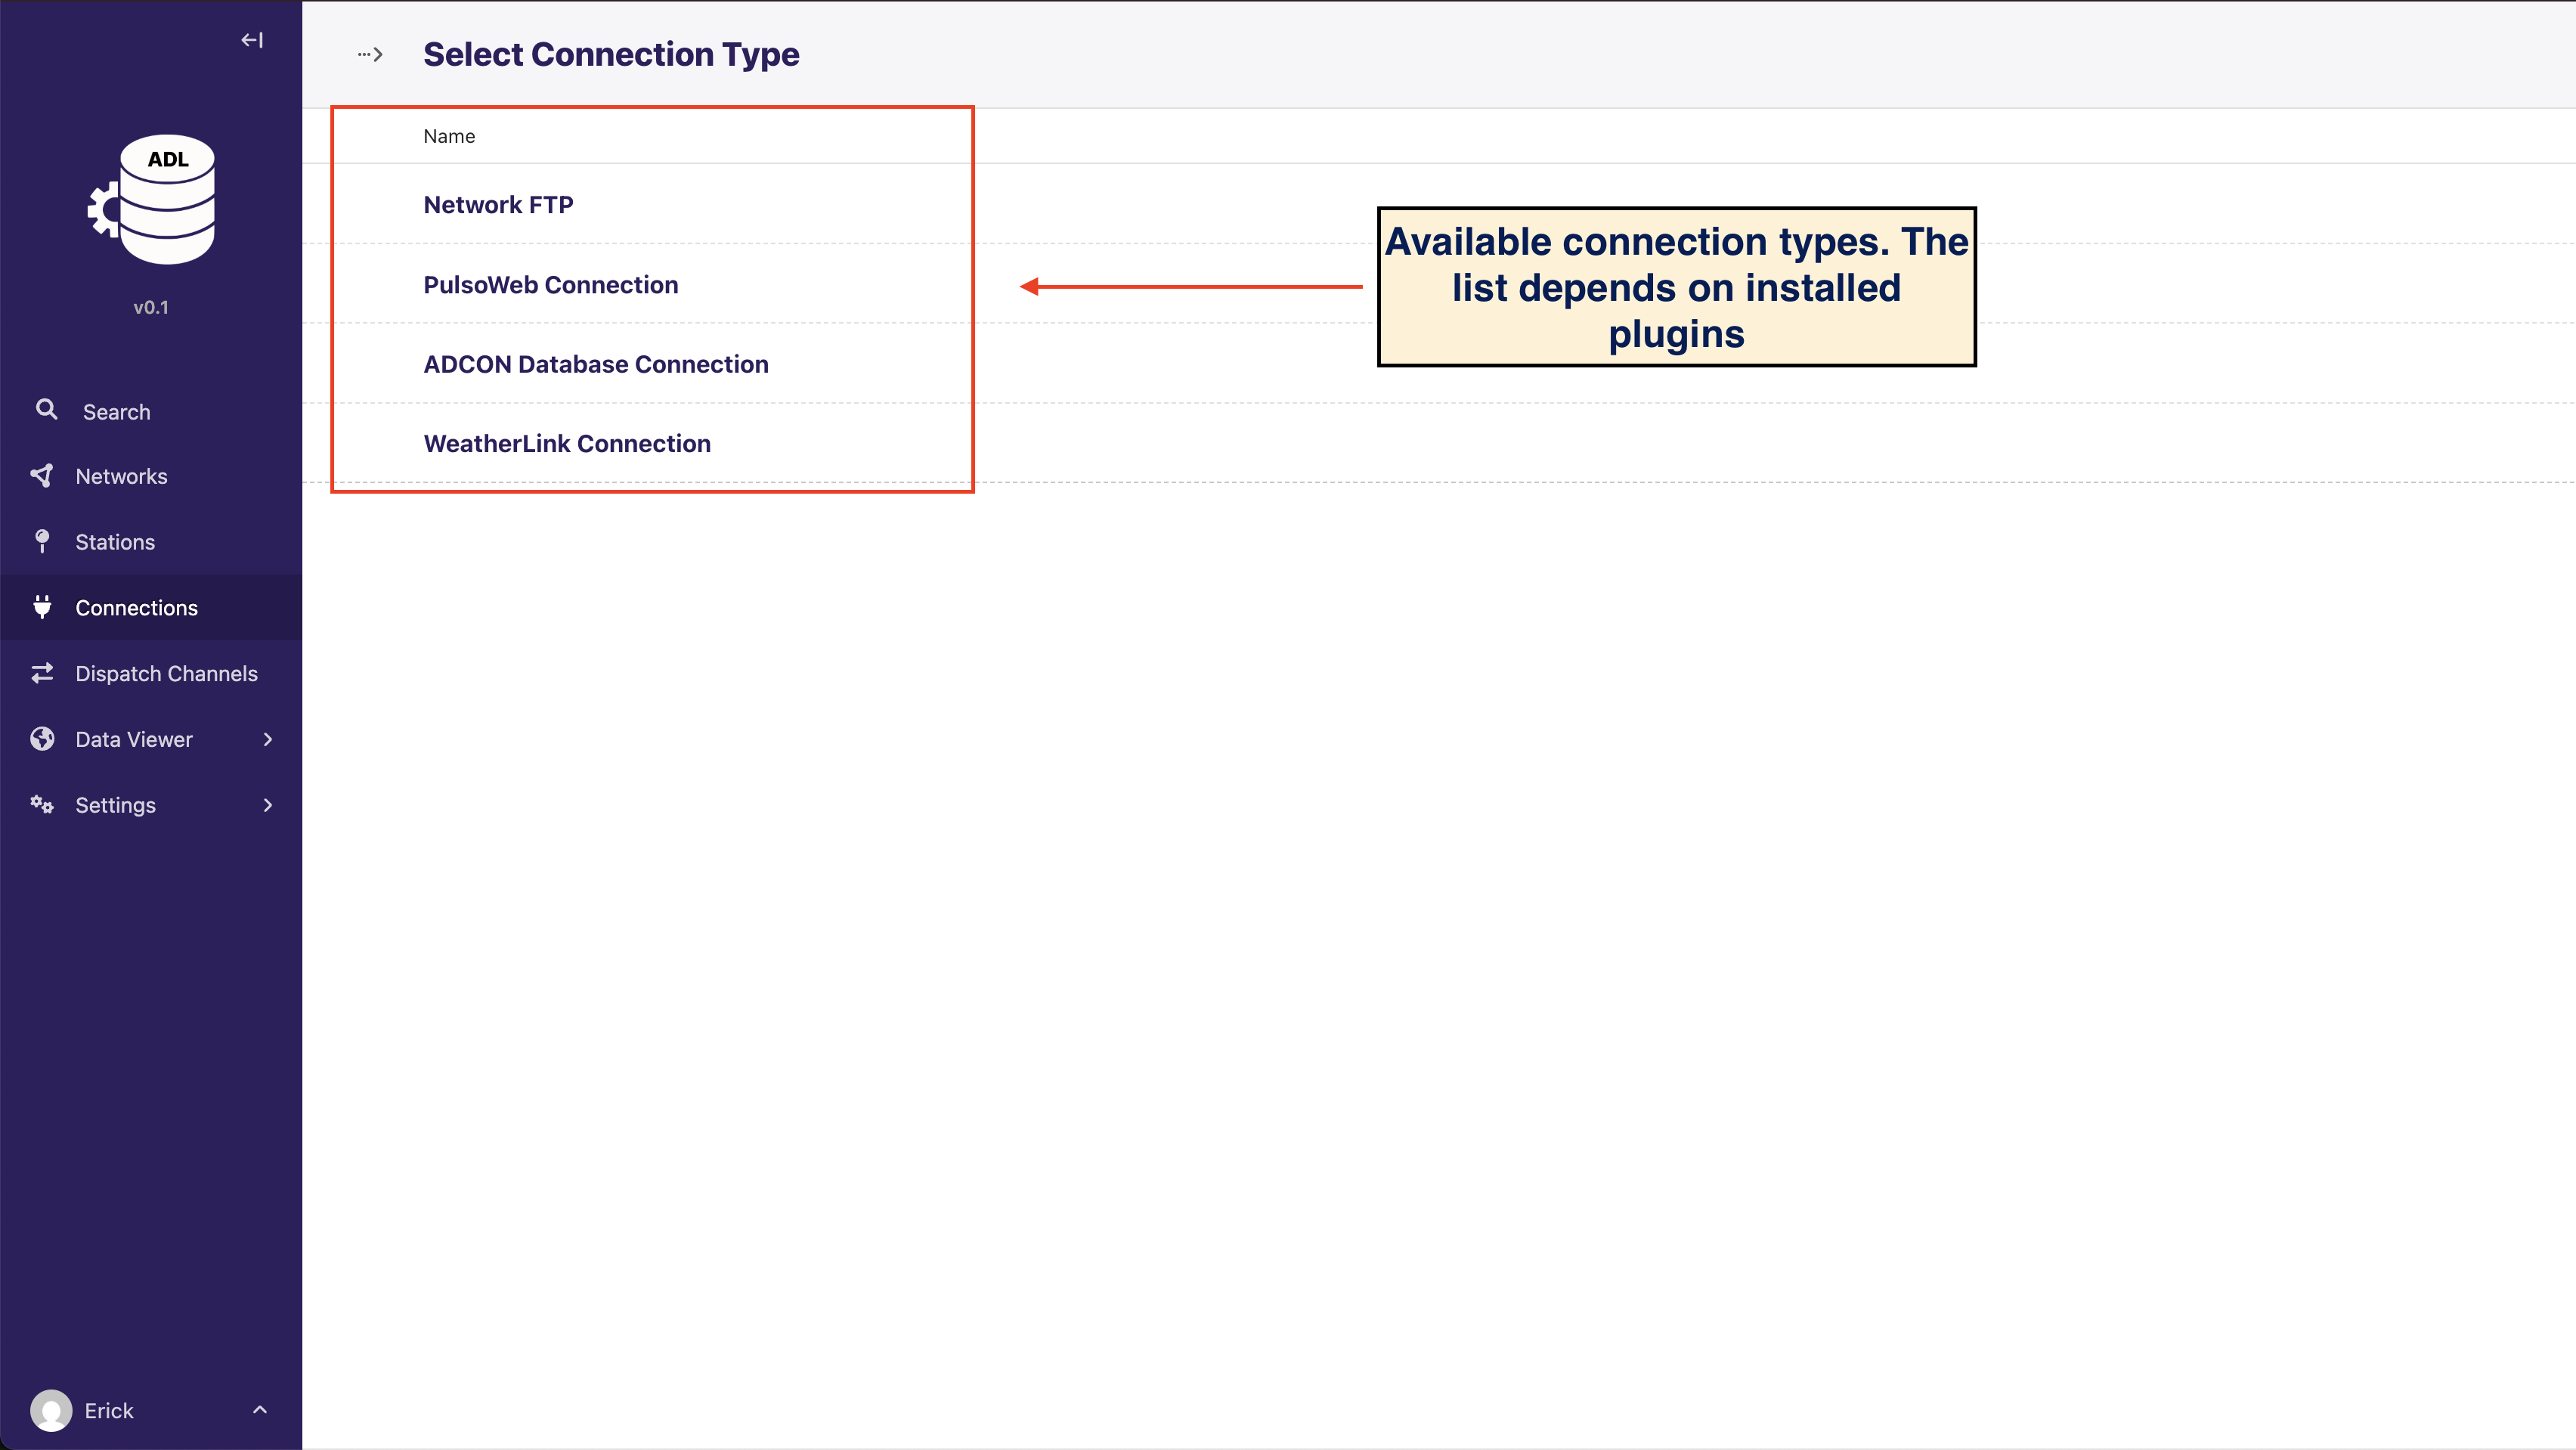 ADL
v0.1
Search
Networks
Stations
Connections
Dispatch Channels
Data Viewer
Settings
Erick
Select Connection Type
Name
Network FTP
PulsoWeb Connection
ADCON Database Connection
WeatherLink Connection
Available connection types. The
list depends on installed
plugins